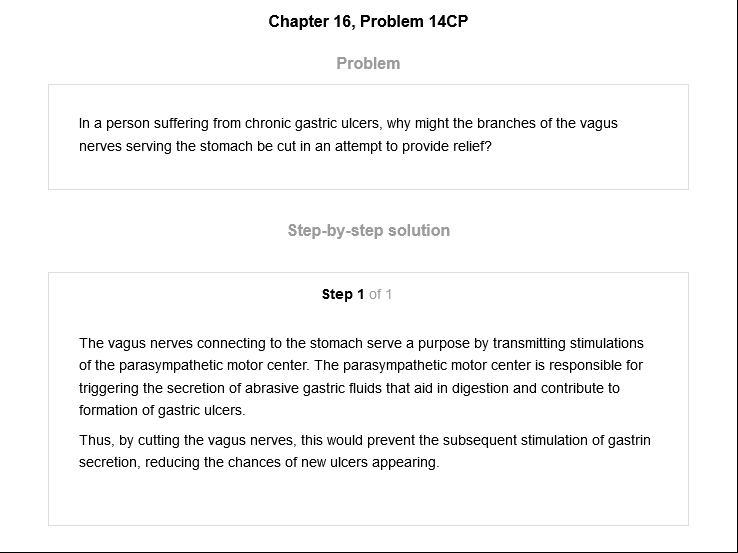 Chapter 16, Problem 14CP
Problem
In a person suffering from chronic gastric ulcers, why might the branches of the vagus
nerves serving the stomach be cut in an attempt to provide relief?
Step-by-step solution
Step 1 of 1
The vagus nerves connecting to the stomach serve a purpose by transmitting stimulations
of the parasympathetic motor center. The parasympathetic motor center is responsible for
triggering the secretion of abrasive gastric fluids that aid in digestion and contribute to
formation of gastric ulcers.
Thus, by cutting the vagus nerves, this would prevent the subsequent stimulation of gastrin
secretion, reducing the chances of new ulcers appearing.